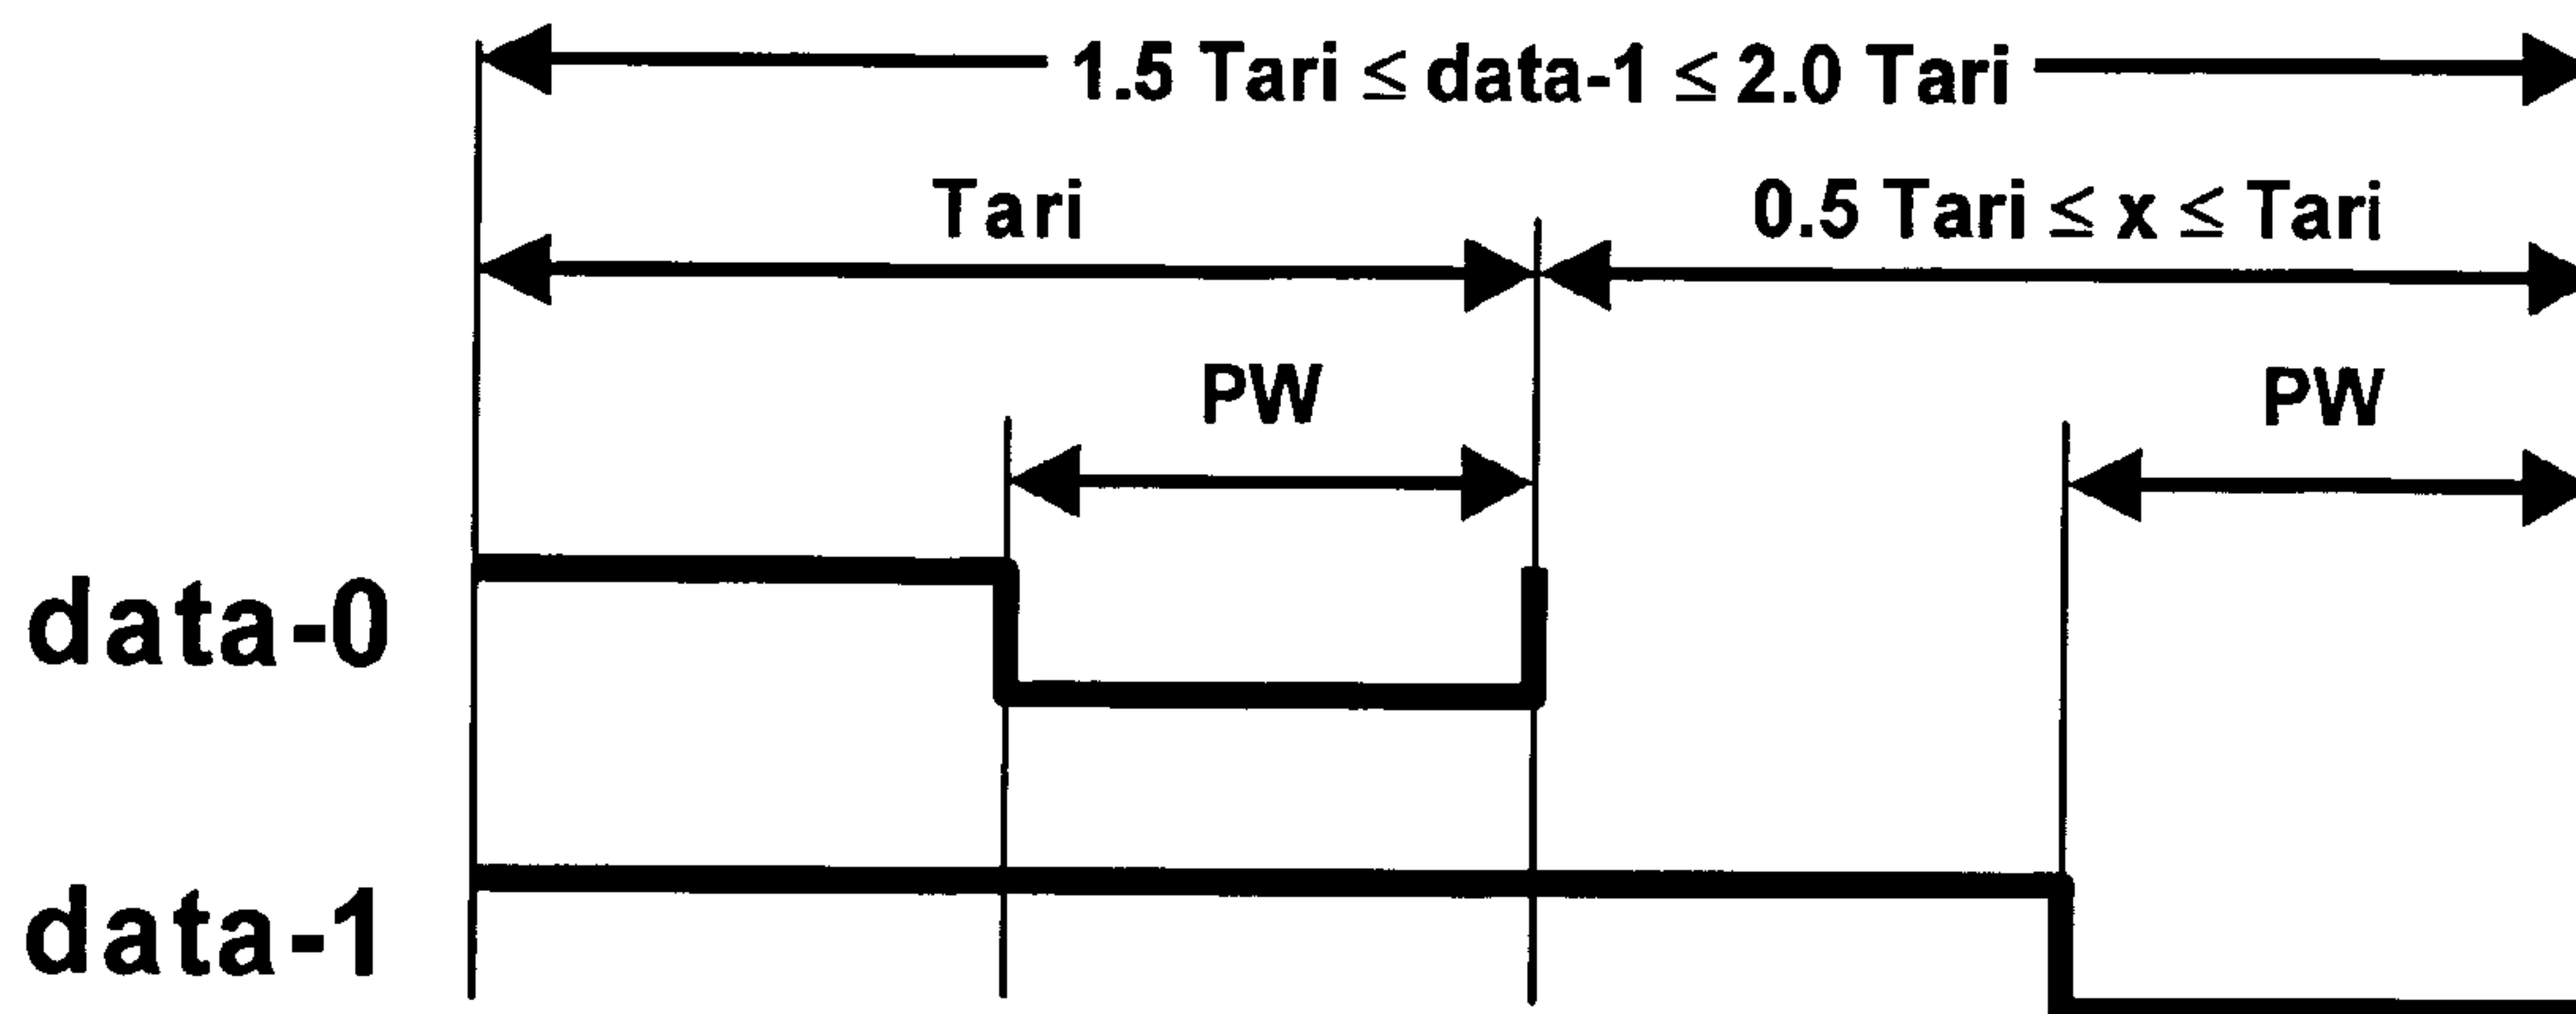 1.5 Tari ≤ data-1 ≤ 2.0 Tari
Tari
0.5 Tari ≤ x ≤ Tari
PW
PW
data-0
data-1